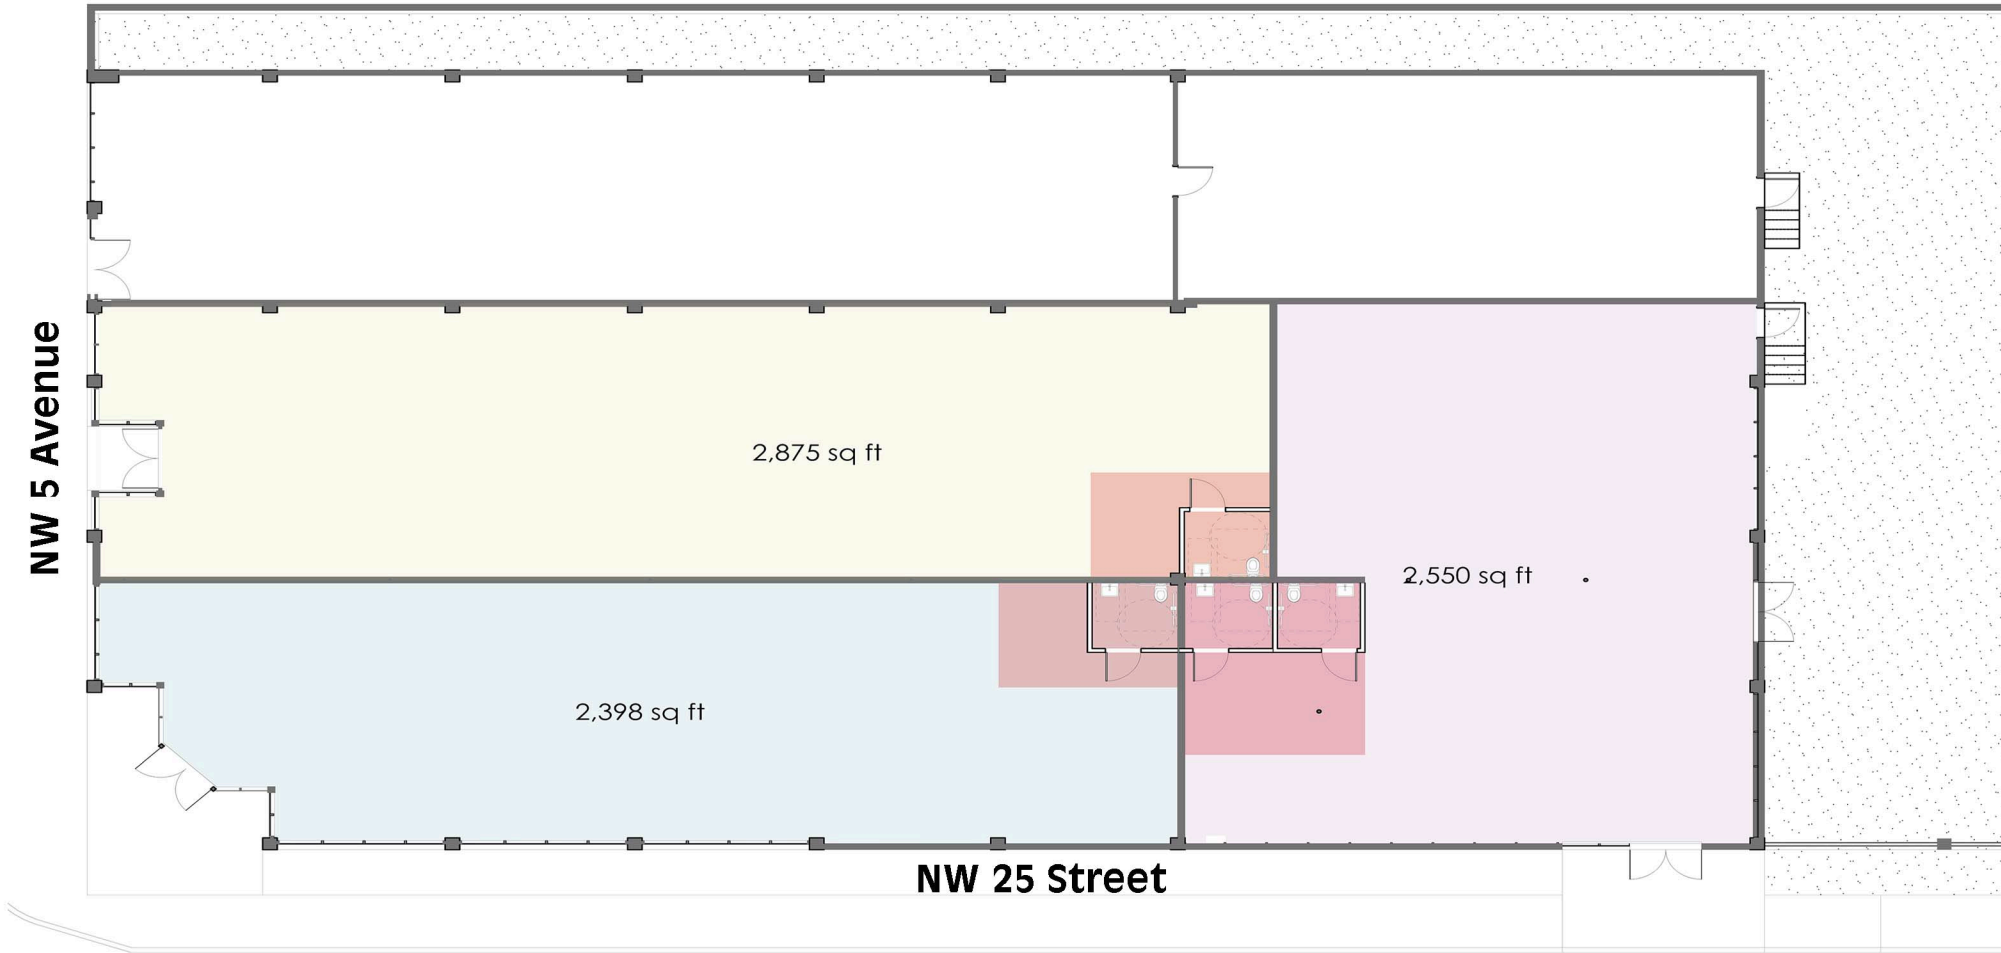 NW 5 Avenue
2,875 sq ft
2,550 sq ft
2,398 sq ft
NW 25 Street